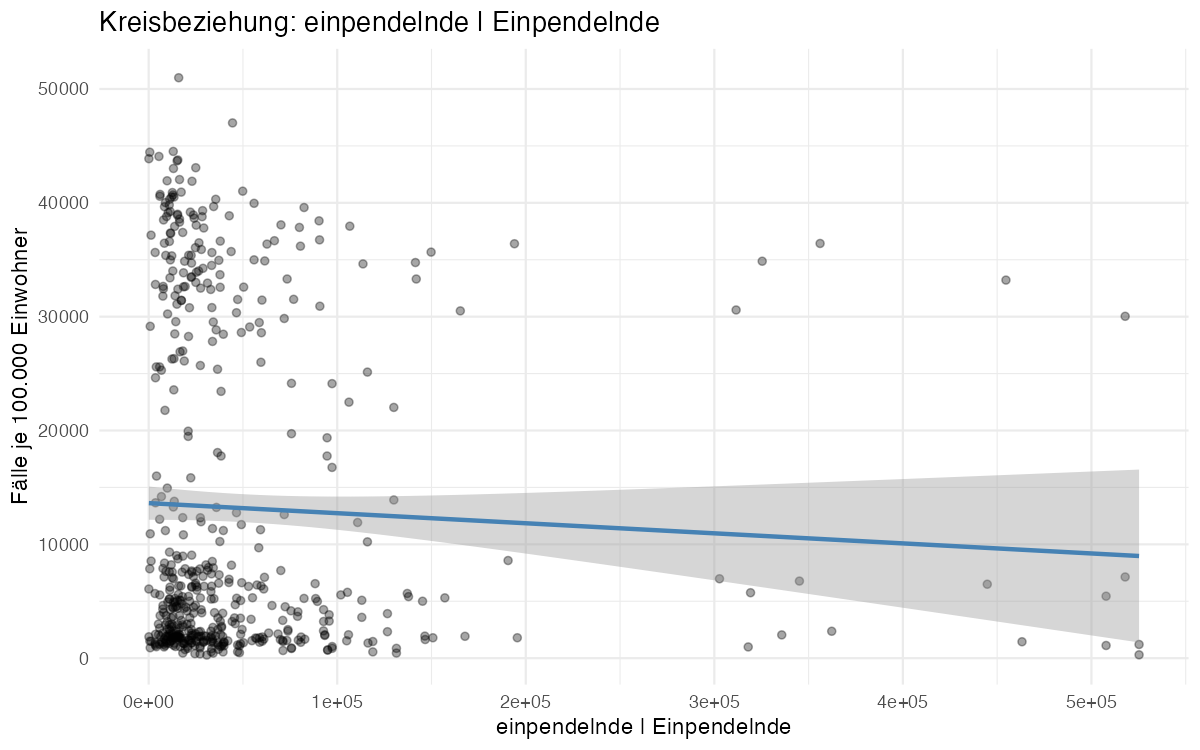 Kreisbeziehung: einpendelnde | Einpendelnde
Fälle je 100.000 Einwohner
50000
40000
30000
20000
10000
0
0e+00 1e+05 2e+05 3e+05 4e+05 5e+05
einpendelnde | Einpendelnde